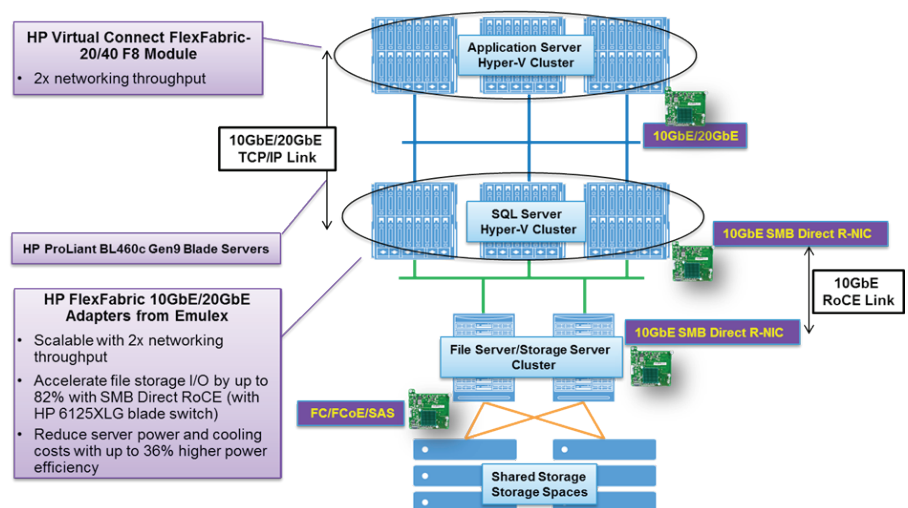 HP Virtual Connect FlexFabric-
20/40 F8 Module
• 2x networking throughput
Application Server
Hyper-V Cluster
10GbE/20GbE
10GbE/20GbE
TCP/IP Link
SQL Server
Hyper-V Cluster
HP ProLiant BL460c Gen9 Blade Servers
10GbE SMB Direct R-NIC
10GbE
RoCE Link
10GbE SMB Direct R-NIC
HP FlexFabric 10GbE/20GbE
Adapters from Emulex
• Scalable with 2x networking
throughput
• Accelerate file storage I/O by up to
82% with SMB Direct RoCE (with
HP 6125XLG blade switch)
• Reduce server power and cooling
costs with up to 36% higher power
efficiency
File Server/Storage Server
Cluster
FC/FCoE/SAS
Shared Storage
Storage Spaces